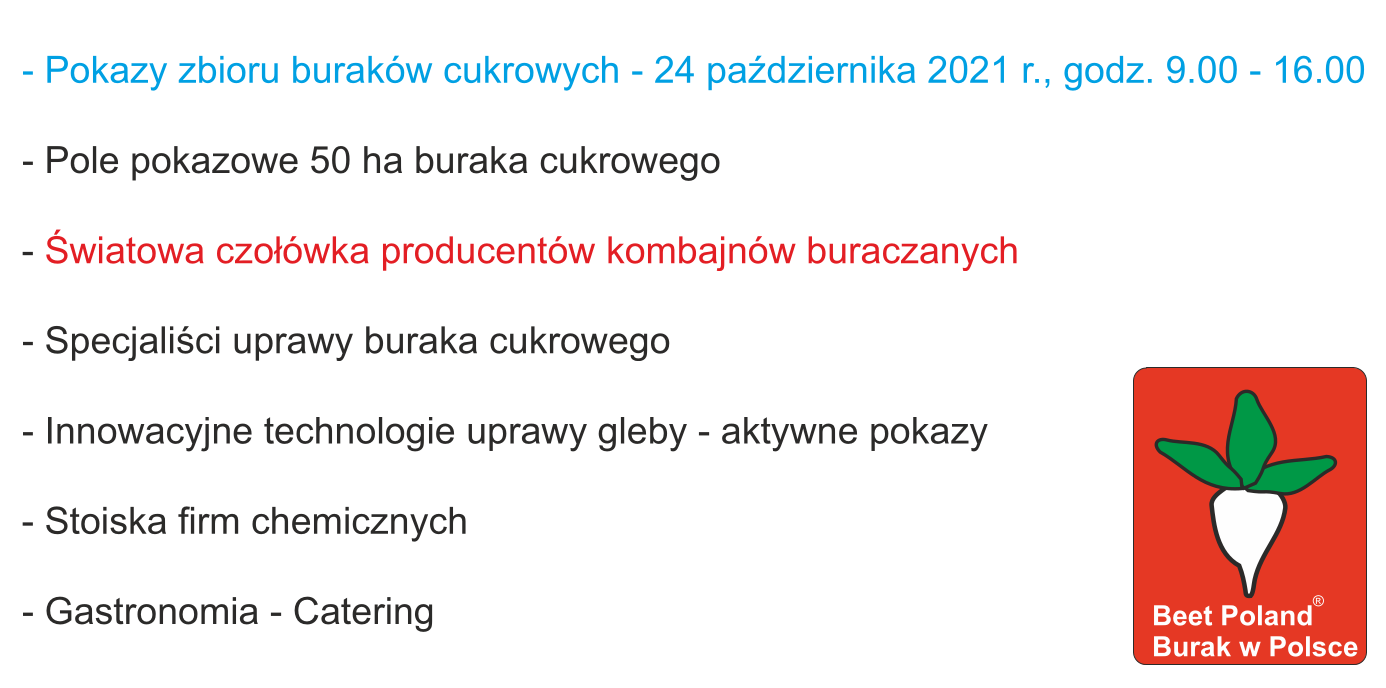 - Pokazy zbioru buraków cukrowych - 24 października 2021 r., godz. 9.00 - 16.00
- Pole pokazowe 50 ha buraka cukrowego
- Światowa czołówka producentów kombajnów buraczanych
- Specjaliści uprawy buraka cukrowego
- Innowacyjne technologie uprawy gleby - aktywne pokazy
- Stoiska firm chemicznych
- Gastronomia - Catering
Beet Poland®
Burak w Polsce